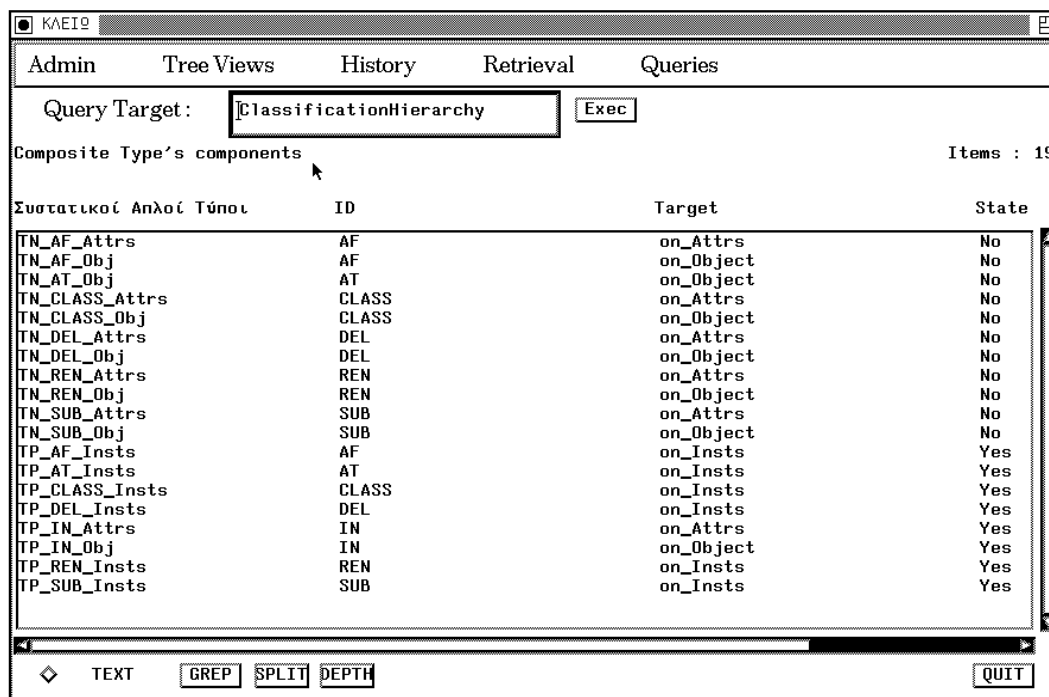 ΚΛΕΙΩ
Admin Tree Views History Retrieval Queries
Query Target : ClassificationHierarchy Exec
Composite Type's components Items : 19
Συστατικοί Απλοί Τύποι ID Target State
TN_AF_Attrs AF on_Attrs No
TN_AF_Obj AF on_Object No
TN_AT_Obj AT on_Object No
TN_CLASS_Attrs CLASS on_Attrs No
TN_CLASS_Obj CLASS on_Object No
TN_DEL_Attrs DEL on_Attrs No
TN_DEL_Obj DEL on_Object No
TN_REN_Attrs REN on_Attrs No
TN_REN_Obj REN on_Object No
TN_SUB_Attrs SUB on_Attrs No
TN_SUB_Obj SUB on_Object No
TP_AF_Insts AF on_Insts Yes
TP_AT_Insts AT on_Insts Yes
TP_CLASS_Insts CLASS on_Insts Yes
TP_DEL_Insts DEL on_Insts Yes
TP_IN_Attrs IN on_Attrs Yes
TP_IN_Obj IN on_Object Yes
TP_REN_Insts REN on_Insts Yes
TP_SUB_Insts SUB on_Insts Yes
TEXT GREP SPLIT DEPTH QUIT